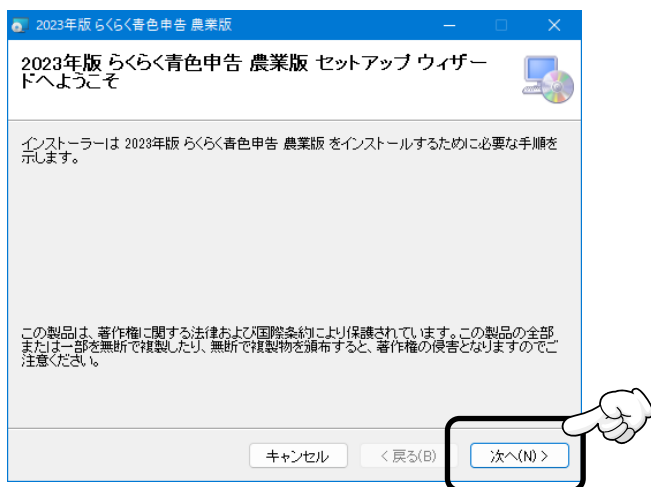 2023年版 らくらく青色申告 農業版
2023年版 らくらく青色申告 農業版 セットアップ ウィザー
ドへようこそ
インストーラーは 2023年版 らくらく青色申告 農業版 をインストールするために必要な手順を
示します。
この製品は、著作権に関する法律および国際条約により保護されています。この製品の全部
または一部を無断で複製したり、無断で複製物を頒布すると、著作権の侵害となりますのでご
注意ください。
キャンセル
< 戻る(B)
次へ(N) >